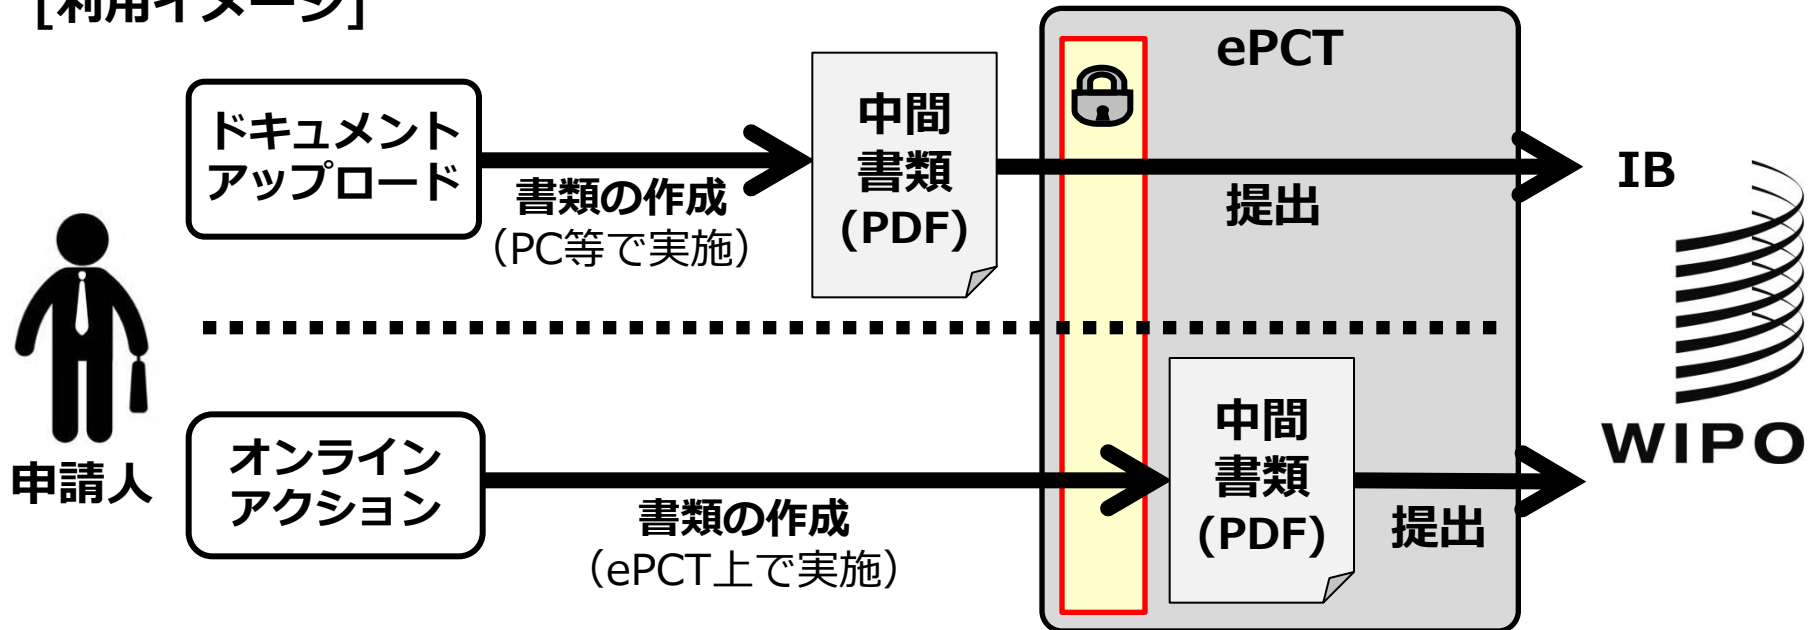 [利用イメージ]
ePCT
ドキュメント
アップロード
書類の作成
（PC等で実施）
中間
書類
(PDF)
提出
IB
申請人
オンライン
アクション
書類の作成
（ePCT上で実施）
中間
書類
(PDF)
提出
WIPO